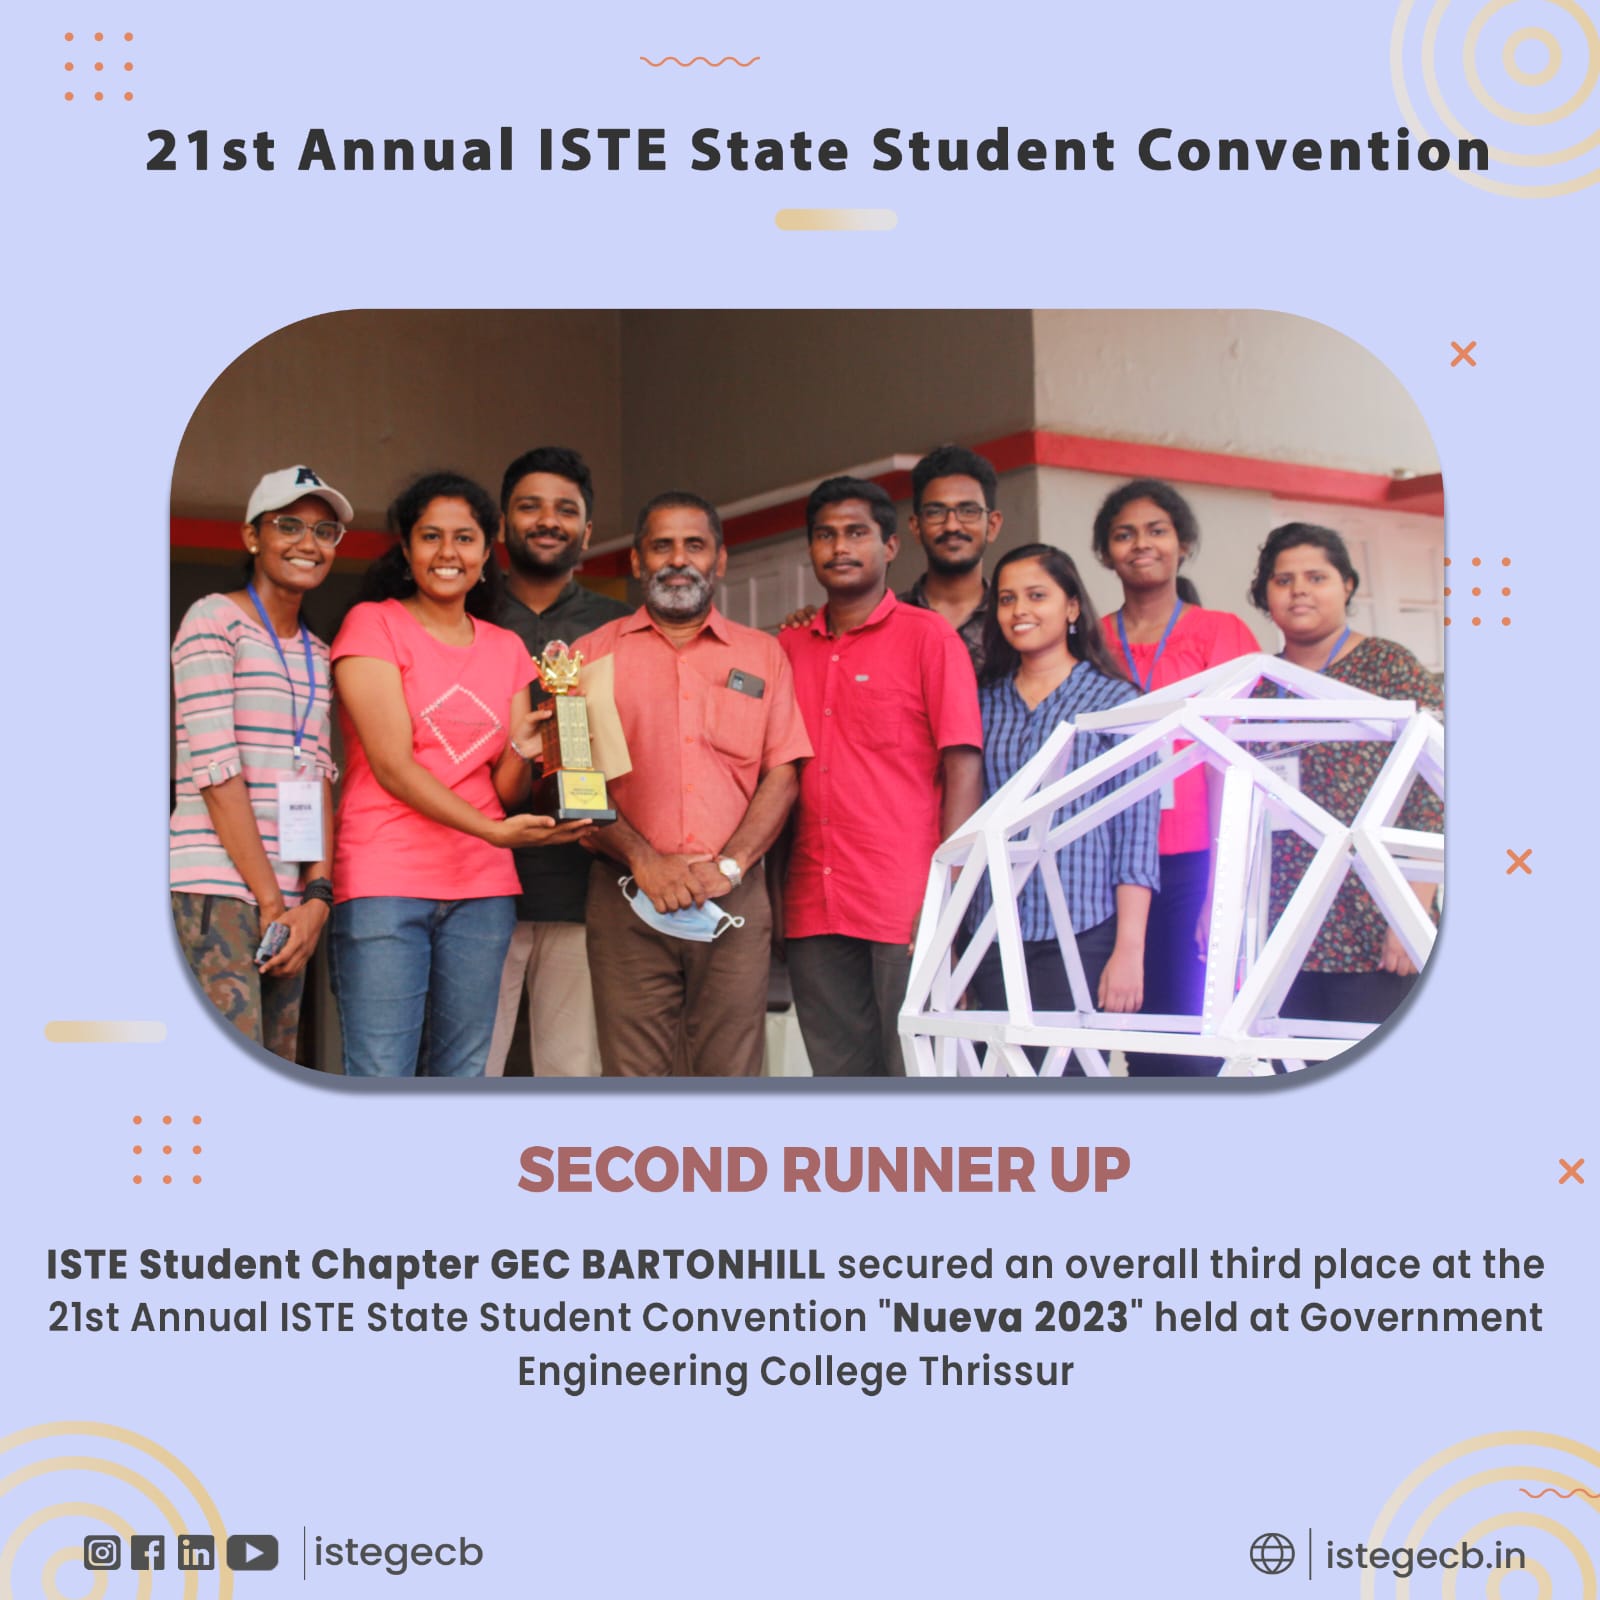 21st Annual ISTE State Student Convention
A
NUEVA
SECOND RUNNER UP
ISTE Student Chapter GEC BARTONHILL secured an overall third place at the
21st Annual ISTE State Student Convention "Nueva 2023" held at Government
Engineering College Thrissur
istegecb
istegecb.in